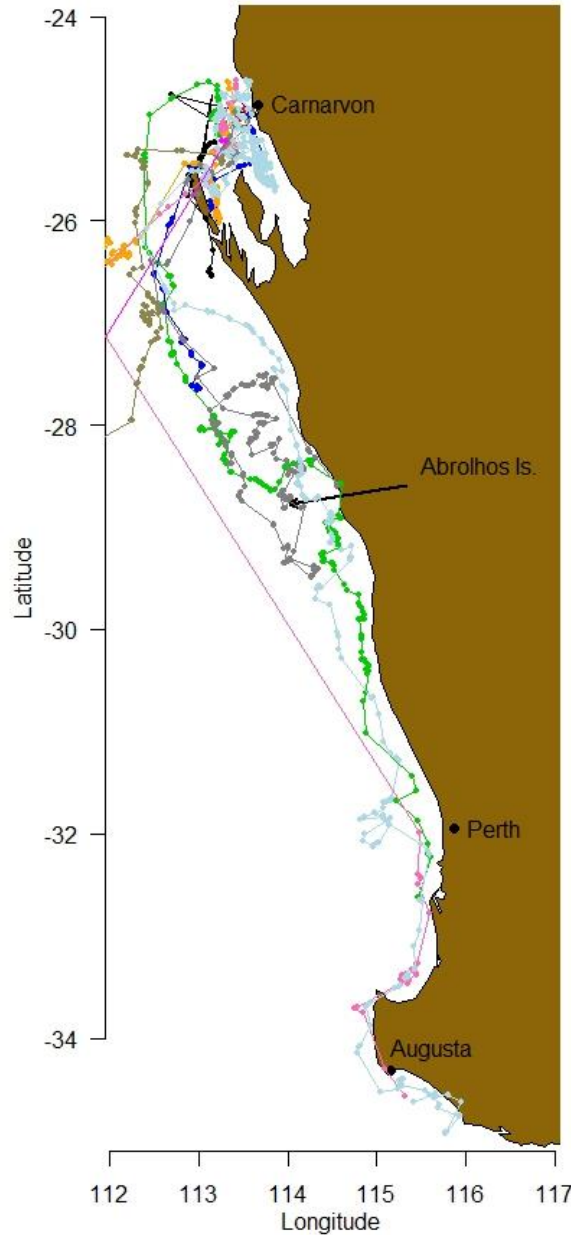 -24
Carnarvon
-26
-28
Abrolhos Is.
Latitude
-30
-32
Perth
-34
Augusta
112 113 114 115 116 117
Longitude